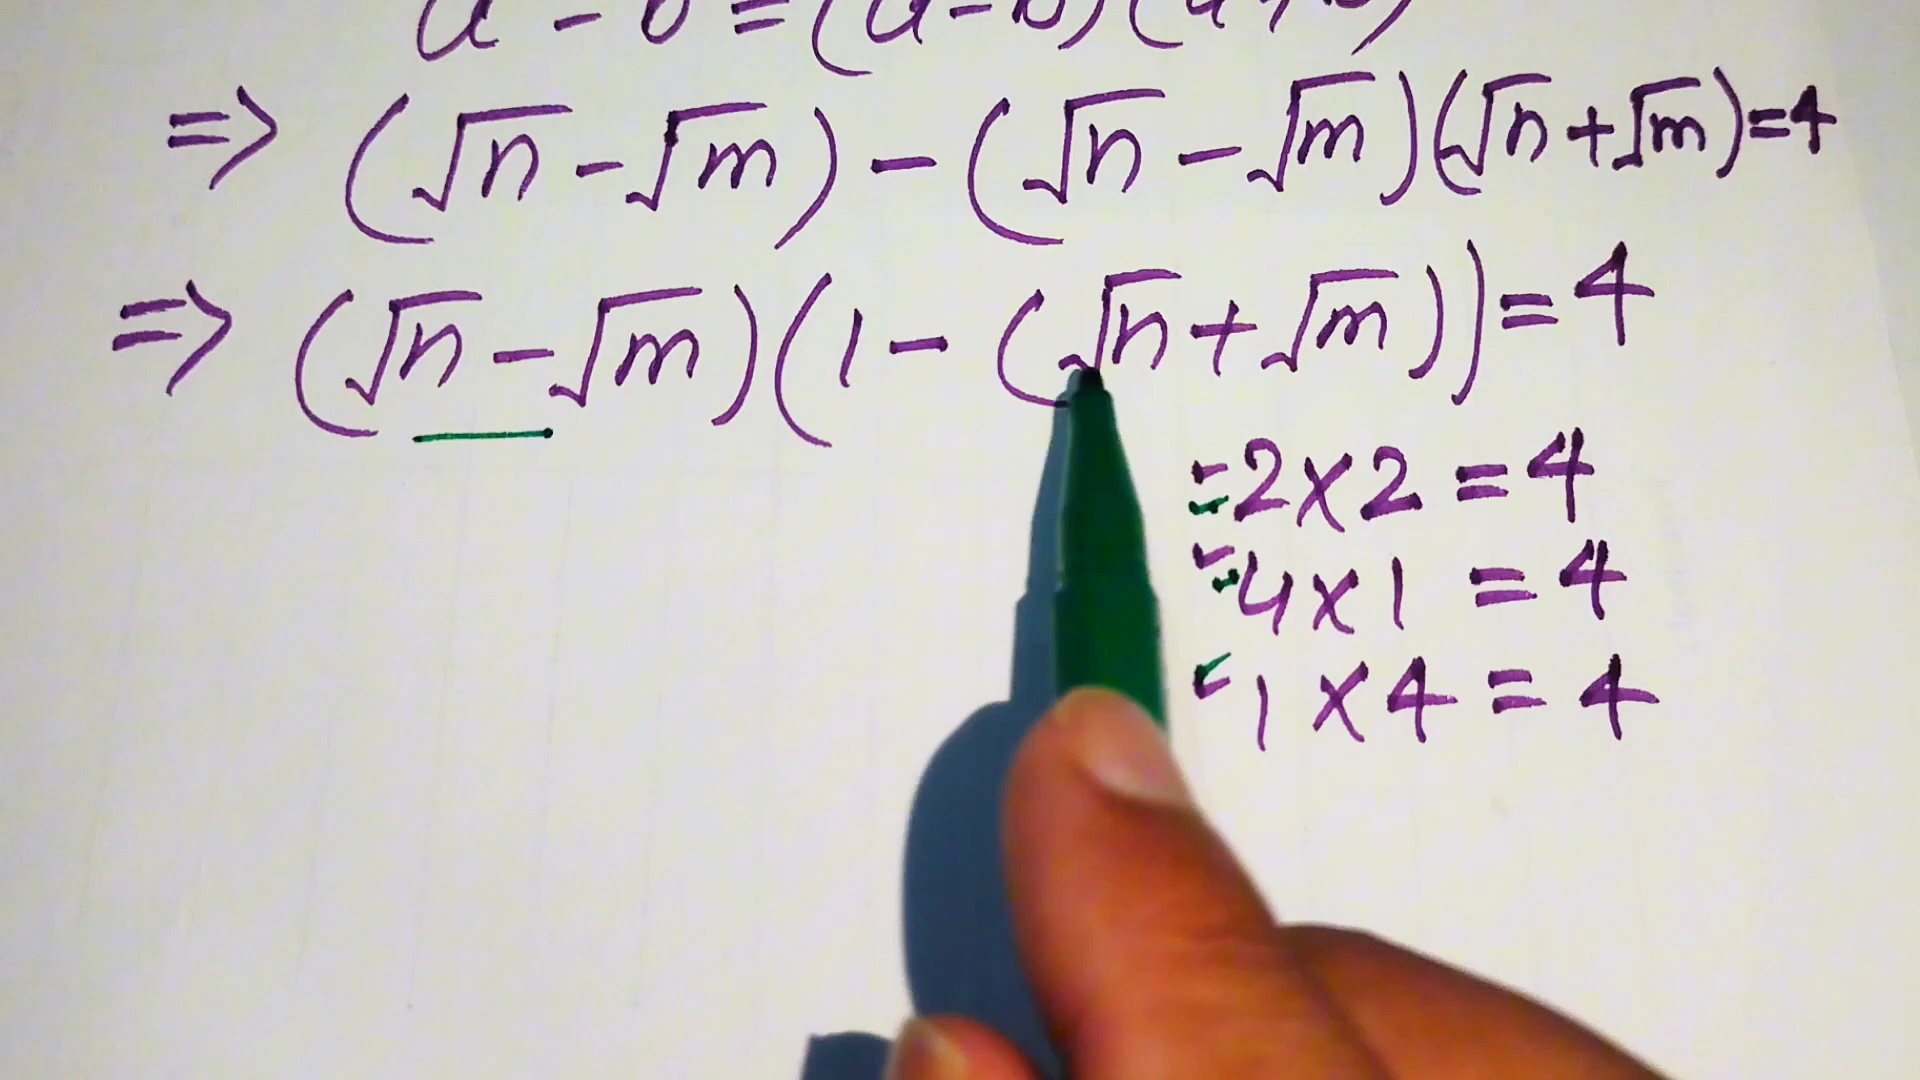 a - b = (a-b)(a+b)
=> (√n - √m) - (√n - √m)(√n + √m) = 4
=> (√n - √m)(1 - (√n + √m)) = 4
2 × 2 = 4
4 × 1 = 4
1 × 4 = 4